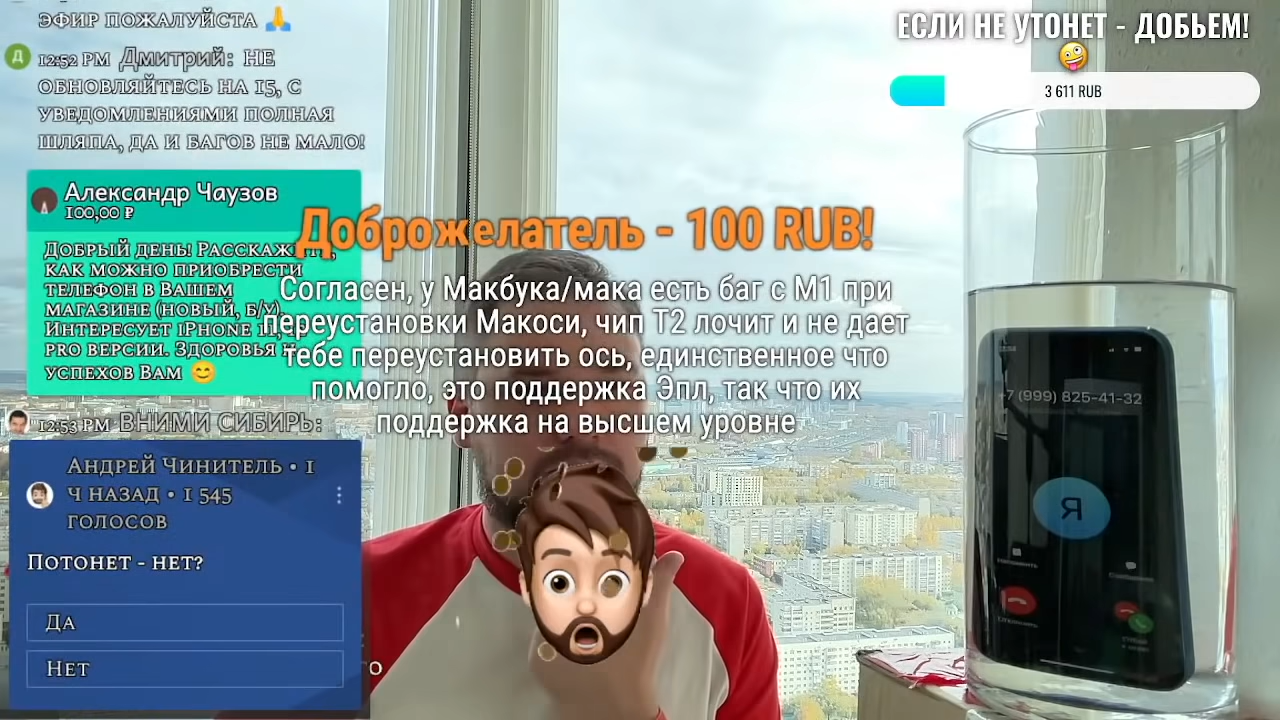 ЭФИР ПОЖАЛУЙСТА 🙏
Д
12:52 PM Дмитрий: НЕ
ОБНОВЛЯЙТЕСЬ НА 15, С
УВЕДОМЛЕНИЯМИ ПОЛНАЯ
ШЛЯПА, ДА И БАГОВ НЕ МАЛО!
Александр Чаузов
100,00 ₽
ДОБРЫЙ ДЕНЬ!
КАК МОЖНО ПРИОБРЕСТИ
ТЕЛЕФОН В ВАШЕМ
МАГАЗИНЕ (НОВЫЙ, Б/У)
ИНТЕРЕСУЕТ IPHONE
PRO ВЕРСИИ. ЗДОРОВЬЯ И
УСПЕХОВ ВАМ 😊
12:53 PM ВНИМИ СИБИРЬ:
АНДРЕЙ ЧИНИТЕЛЬ • 1
Ч НАЗАД • 1 545
ГОЛОСОВ
ПОТОНЕТ - НЕТ?
ДА
НЕТ
Доброжелатель - 100 RUB!
Согласен, у Макбука/мака есть баг с М1 при
переустановки Макоси, чип Т2 лочит и не дает
тебе переустановить ось, единственное что
помогло, это поддержка Эпл, так что их
поддержка на высшем уровне
ЕСЛИ НЕ УТОНЕТ - ДОБЬЕМ!
🤪
3 611 RUB
+7 (999) 825-41-32
Я